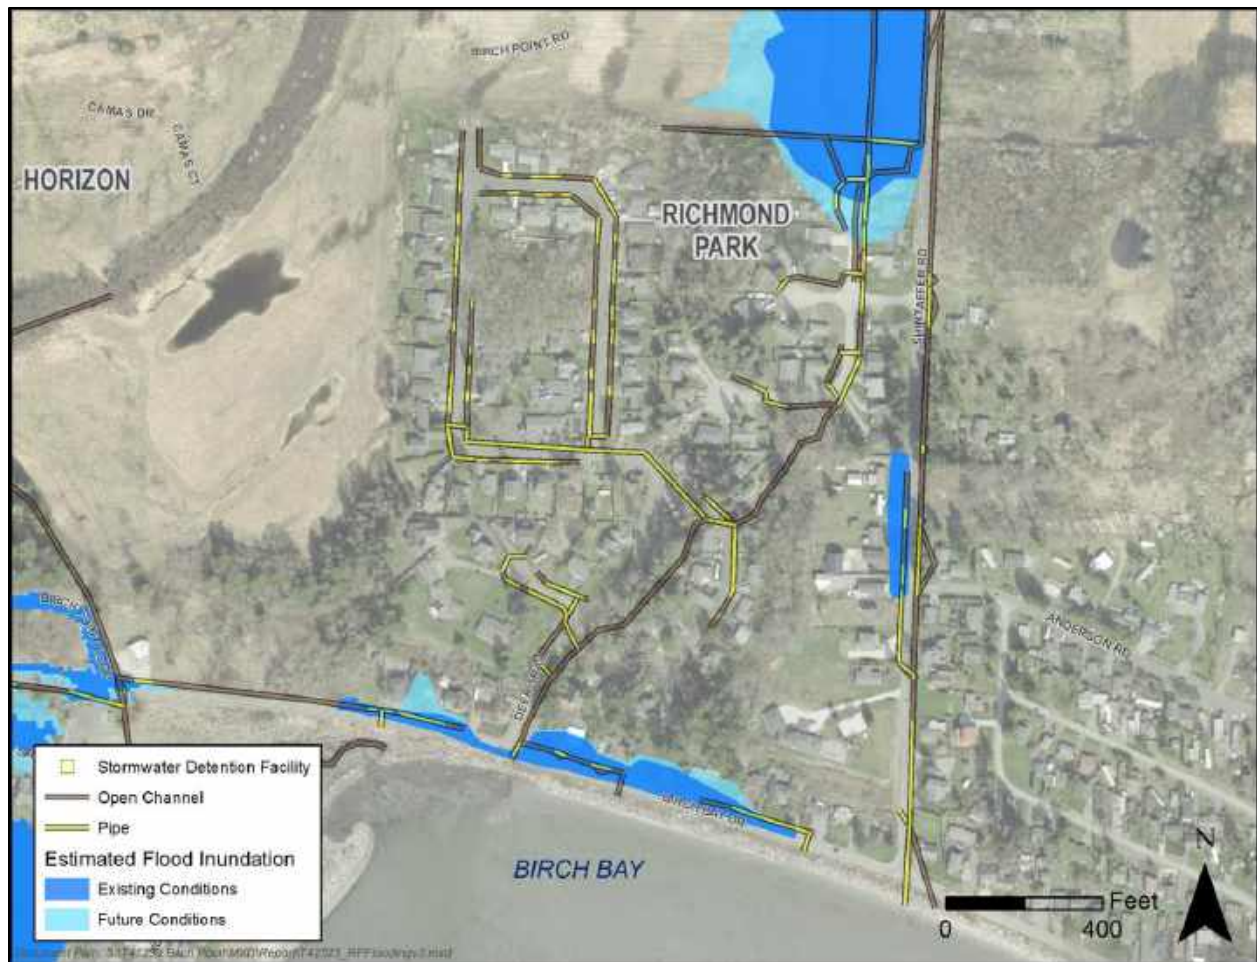 BIRCH POINT RD
CAMAS DR
CAMAS CT
HORIZON
RICHMOND
PARK
SHINTAFFER RD
ANDERSON RD
BIRCH BAY DR
BIRCH BAY
Stormwater Detention Facility
Open Channel
Pipe
Estimated Flood Inundation
Existing Conditions
Future Conditions
Feet
0
400
Z